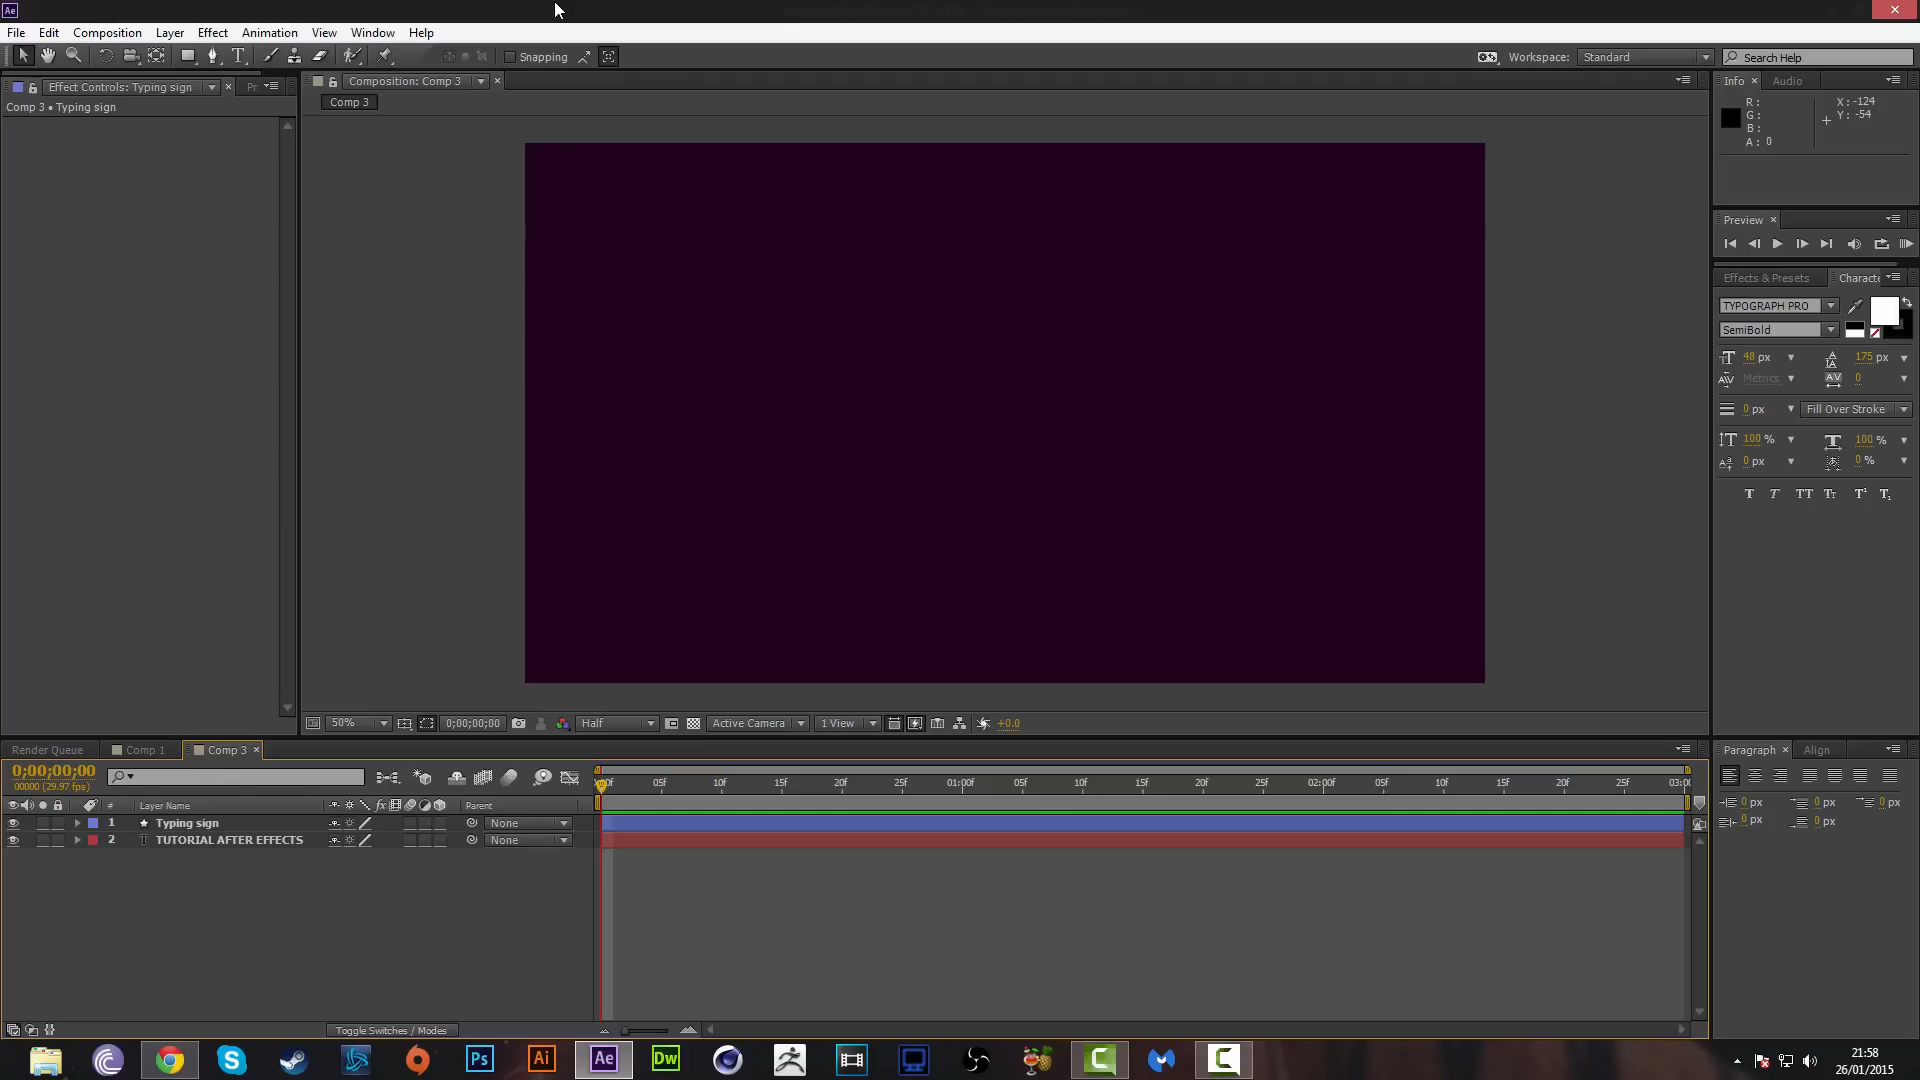 Ae
File Edit Composition Layer Effect Animation View Window Help
Snapping
Workspace: Standard
Search Help
Effect Controls: Typing sign
Pr
Comp 3 • Typing sign
Composition: Comp 3
Comp 3
Info Audio
R:
G:
B:
A: 0
X: -124
Y: -54
Preview
Effects & Presets
Characte
TYPOGRAPH PRO
SemiBold
48 px
175 px
Metrics
0
0 px
Fill Over Stroke
100 %
100 %
0 px
0 %
50%
0;00;00;00
Half
Active Camera
1 View
+0.0
Render Queue
Comp 1
Comp 3
0;00;00;00
00000 (29.97 fps)
# Layer Name
Parent
1 Typing sign None
2 TUTORIAL AFTER EFFECTS None
05f 10f 15f 20f 25f 01:00f 05f 10f 15f 20f 25f 02:00f 05f 10f 15f 25f 03:00
Toggle Switches / Modes
Paragraph Align
0 px 0 px 0 px
0 px 0 px
Ps Ai Ae Dw
21:58
26/01/2015